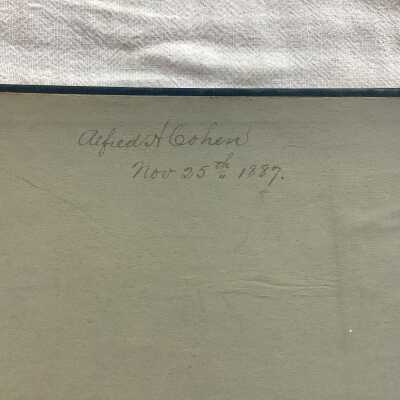 Alfred H Cohen
Nov 25th 1887.